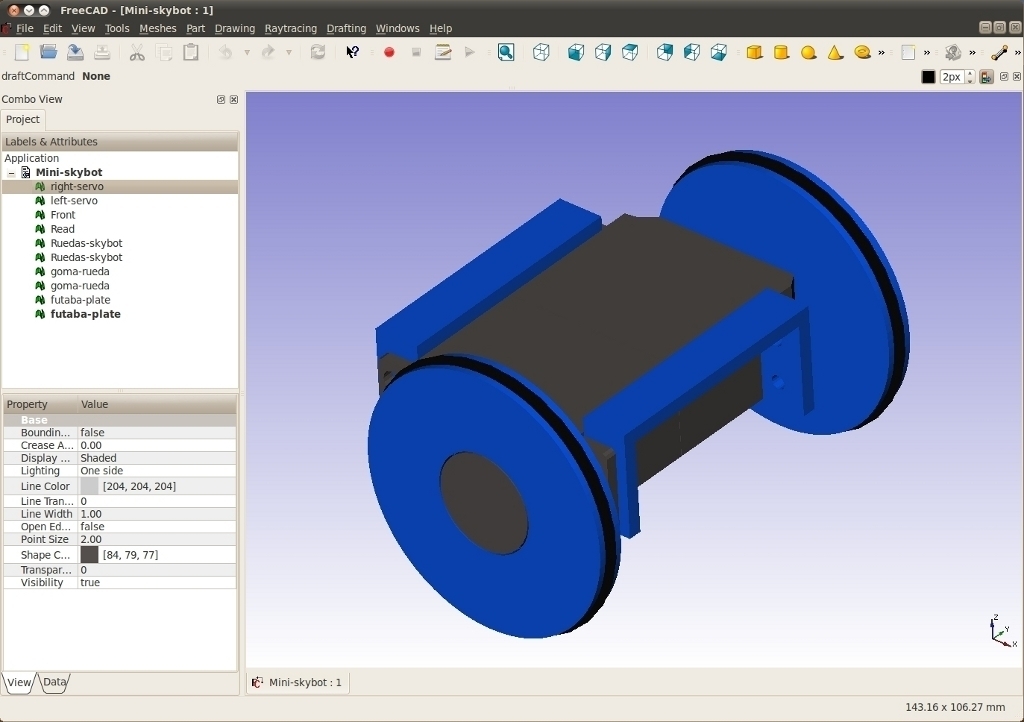 FreeCAD - [Mini-skybot : 1]
File Edit View Tools Meshes Part Drawing Raytracing Drafting Windows Help
draftCommand None
2px
Combo View
Project
Labels & Attributes
Application
Mini-skybot
right-servo
left-servo
Front
Read
Ruedas-skybot
Ruedas-skybot
goma-rueda
goma-rueda
futaba-plate
futaba-plate
Property Value
Base
Boundin... false
Crease A... 0.00
Display ... Shaded
Lighting One side
Line Color [204, 204, 204]
Line Tran... 0
Line Width 1.00
Open Ed... false
Point Size 2.00
Shape C... [84, 79, 77]
Transpar... 0
Visibility true
View Data
Z
Y
X
Mini-skybot : 1
143.16 x 106.27 mm